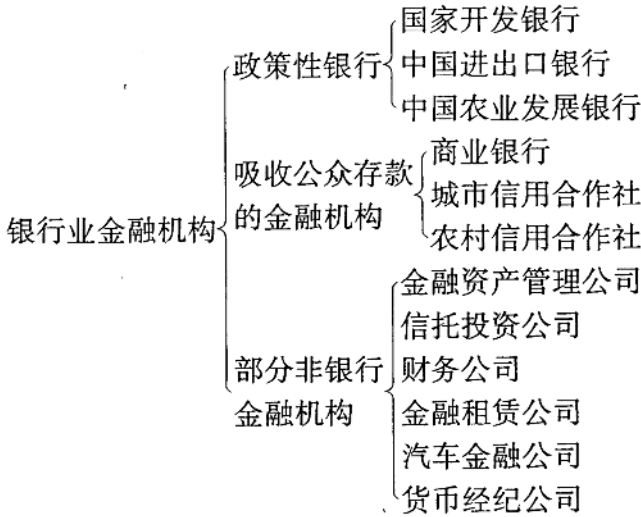 银行业金融机构
政策性银行
国家开发银行
中国进出口银行
中国农业发展银行
吸收公众存款
的金融机构
商业银行
城市信用合作社
农村信用合作社
部分非银行
金融机构
金融资产管理公司
信托投资公司
财务公司
金融租赁公司
汽车金融公司
货币经纪公司